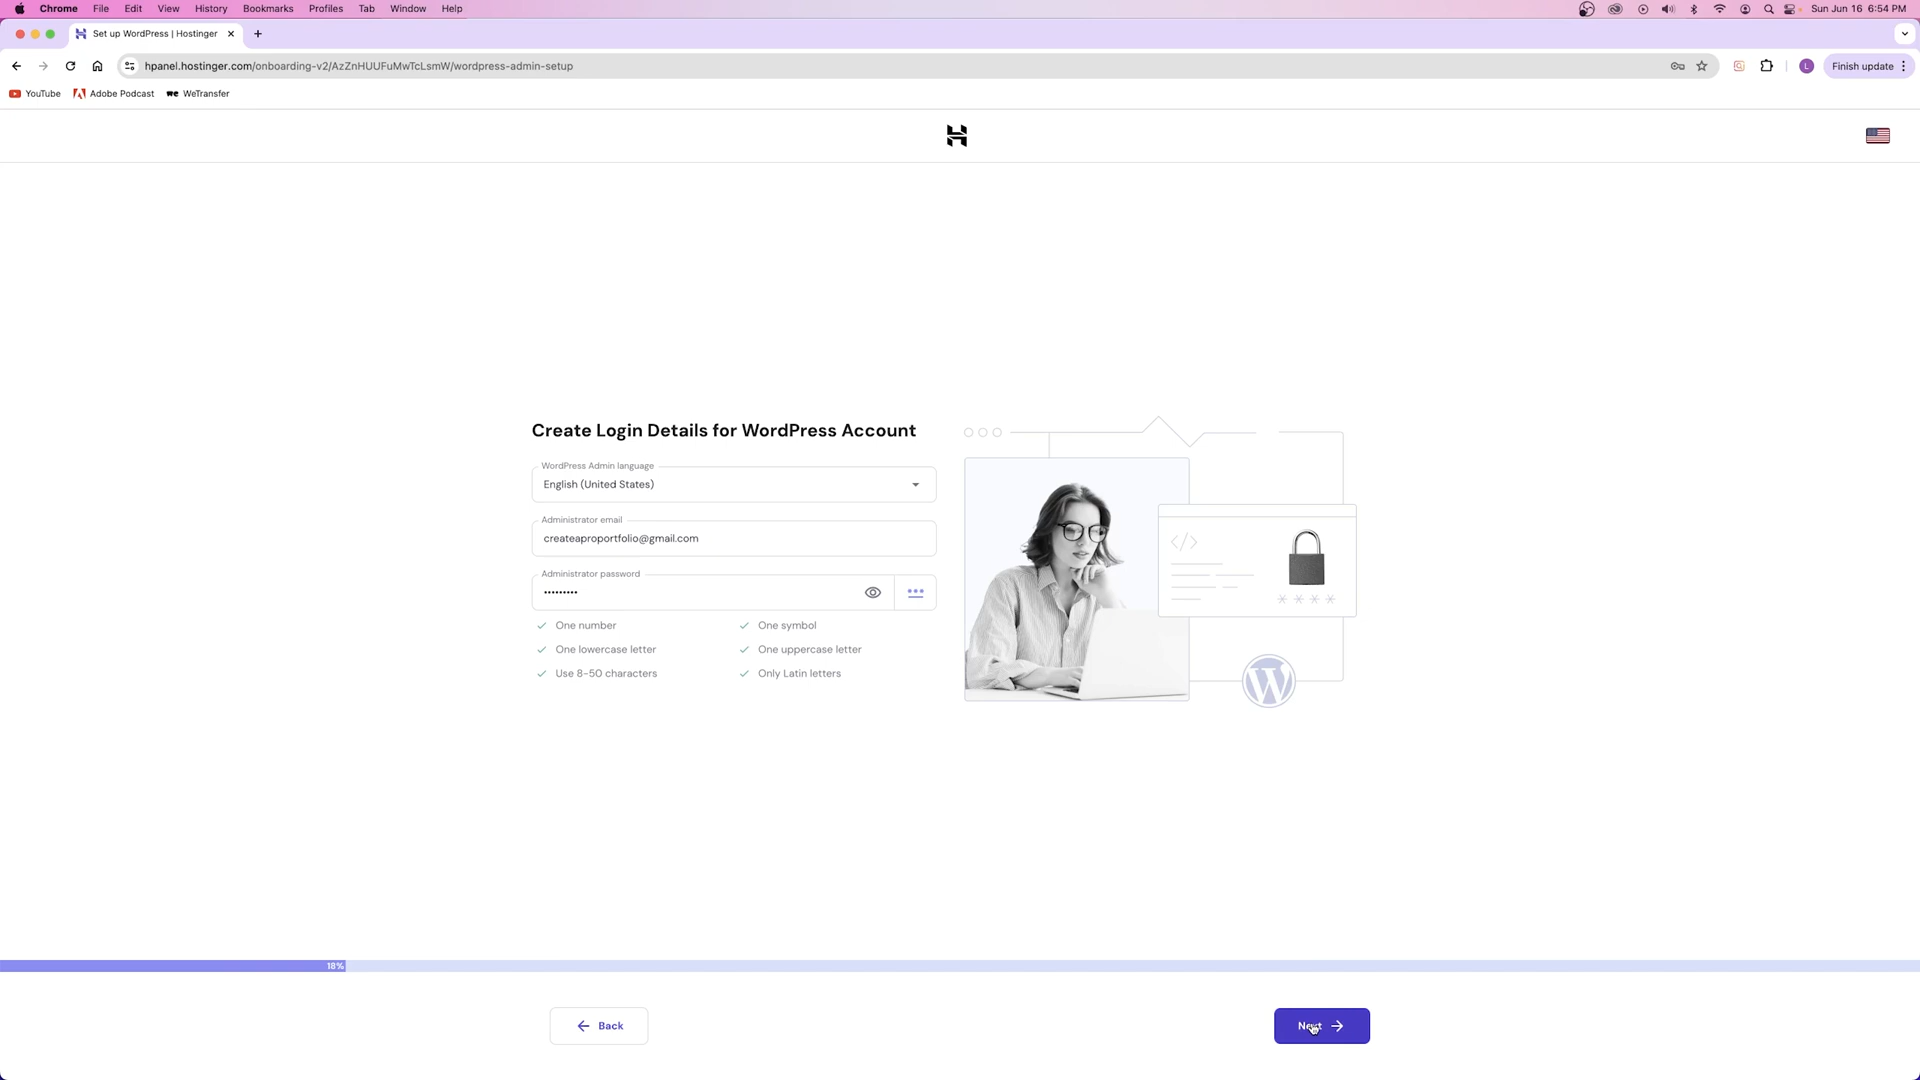 Chrome File Edit View History Bookmarks Profiles Tab Window Help Sun Jun 16 6:54 PM
Set up WordPress | Hostinger
hpanel.hostinger.com/onboarding-v2/AzZnHUUFuMwTcLsmW/wordpress-admin-setup L Finish update
YouTube Adobe Podcast WeTransfer
Create Login Details for WordPress Account
WordPress Admin language
English (United States)
Administrator email
createaproportfolio@gmail.com
Administrator password
•••••••••
One number One symbol
One lowercase letter One uppercase letter
Use 8-50 characters Only Latin letters
18%
Back Next